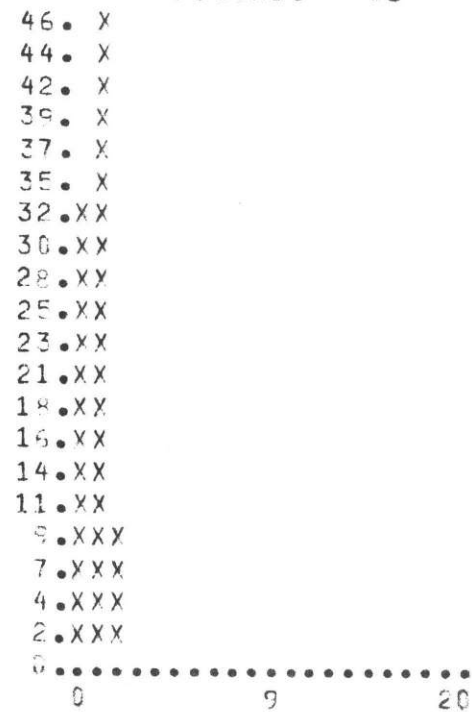 46. X
44. X
42. X
39. X
37. X
35. X
32.XX
30.XX
28.XX
25.XX
23.XX
21.XX
18.XX
16.XX
14.XX
11.XX
9.XXX
7.XXX
4.XXX
2.XXX
0......................
0 9 20